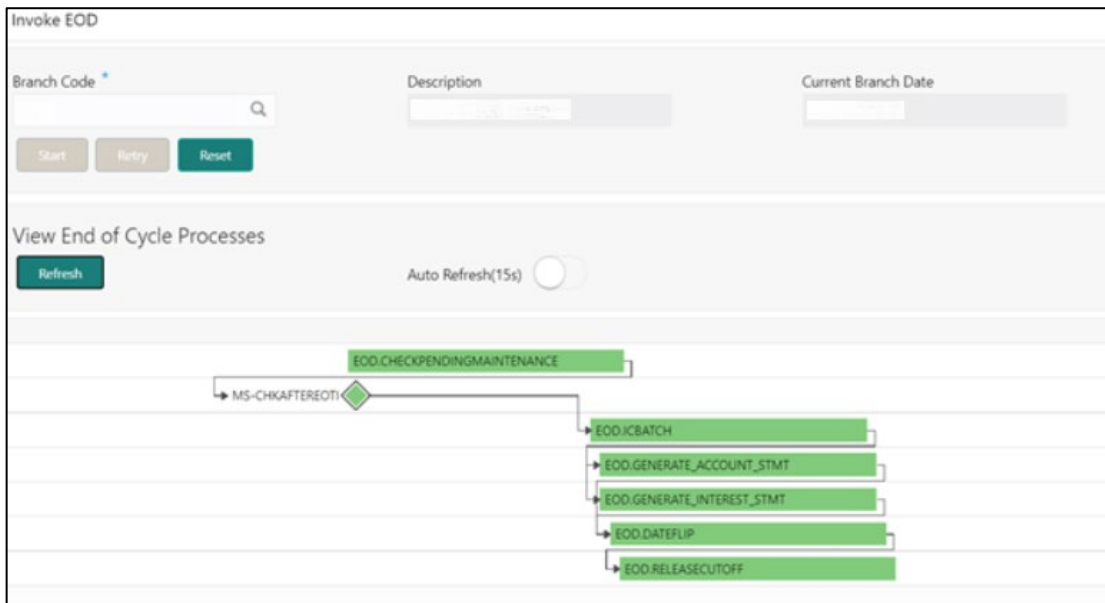 Invoke EOD
Branch Code * Description Current Branch Date
Start Retry Reset
View End of Cycle Processes
Refresh Auto Refresh(15s)
EOD.CHECKPENDINGMAINTENANCE
MS-CHKAFTEREOTI
EOD.ICBATCH
EOD.GENERATE_ACCOUNT_STMT
EOD.GENERATE_INTEREST_STMT
EOD.DATEFLIP
EOD.RELEASECUTOFF